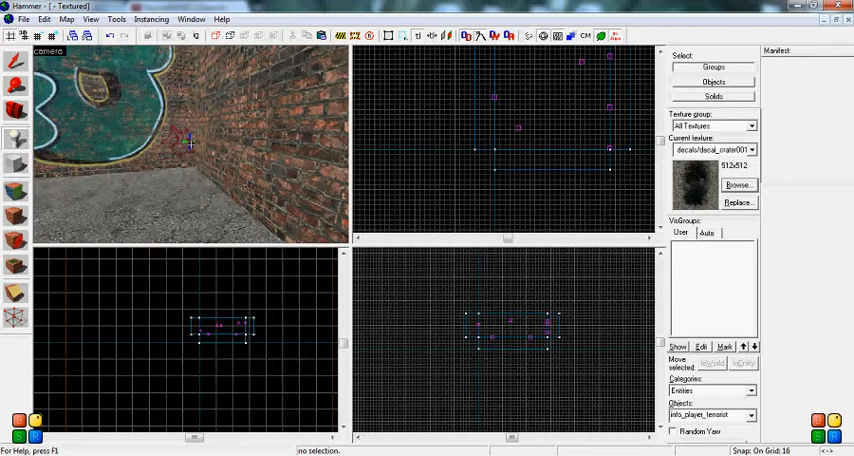 Hammer - [ - Textured]
File Edit Map View Tools Instancing Window Help
CM
camera
Select:
Groups
Objects
Solids
Texture group:
All Textures
Current texture:
decals/decal_crater001
512x512
Browse...
Replace...
VisGroups:
User Auto
Show Edit Mark
Move selected:
toWorld toEntity
Categories:
Entities
Objects:
info_player_terrorist
Random Yaw
Manifest
B S R
B S R
For Help, press F1
no selection.
Snap: On Grid: 16
<->